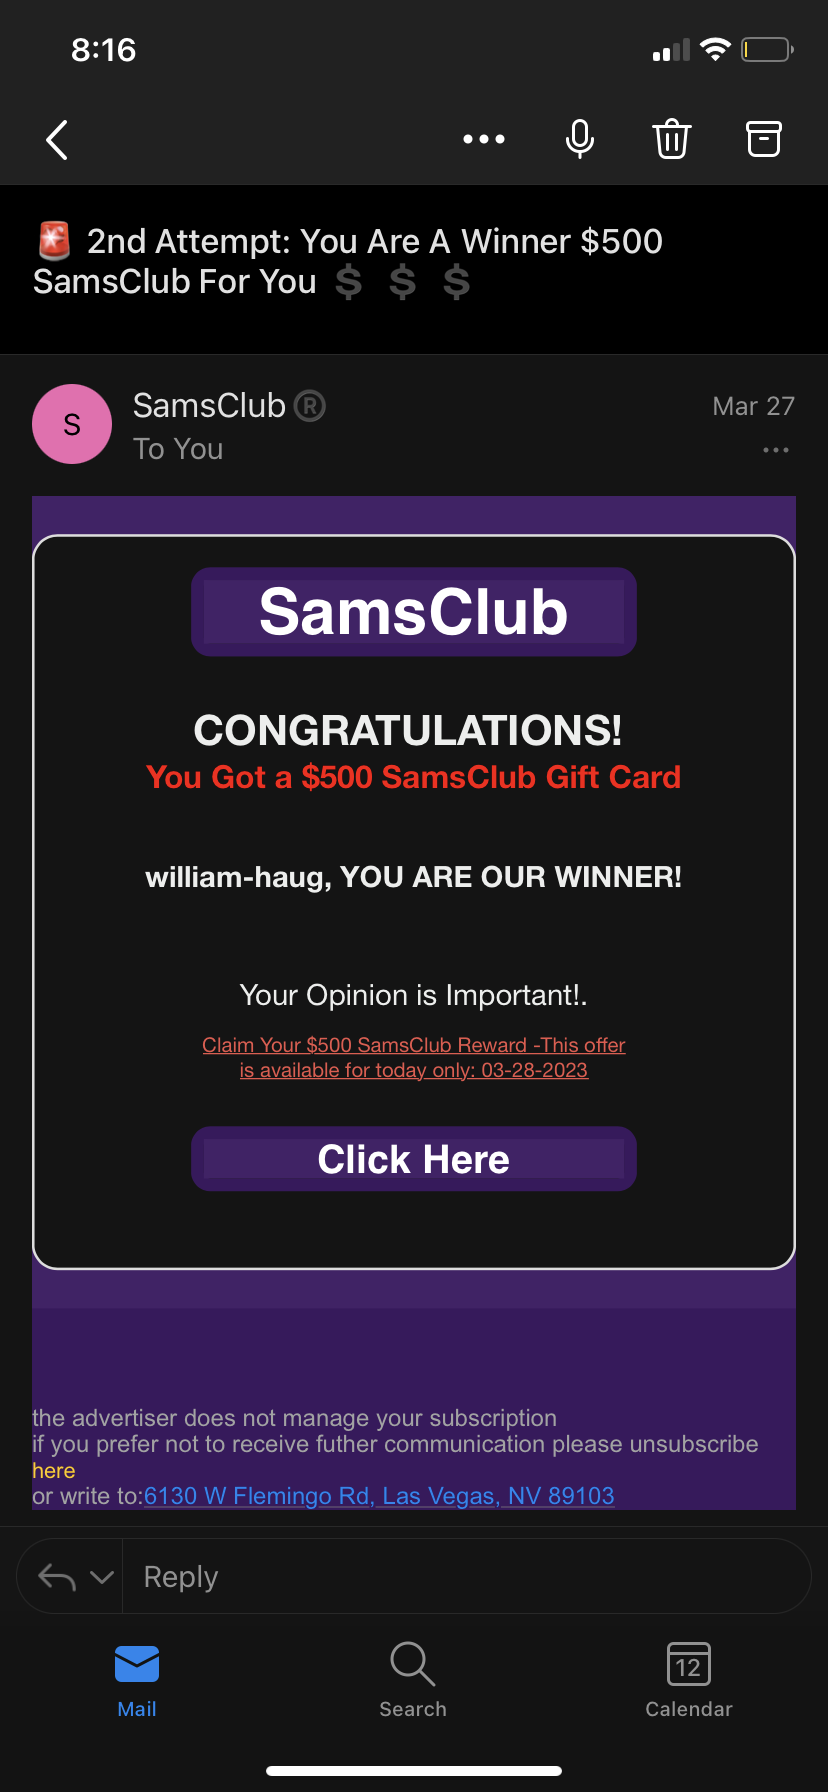 8:16
🚨 2nd Attempt: You Are A Winner $500
SamsClub For You 💲 💲 💲
S
SamsClub®
Mar 27
To You
SamsClub
CONGRATULATIONS!
You Got a $500 SamsClub Gift Card
william-haug, YOU ARE OUR WINNER!
Your Opinion is Important!.
Claim Your $500 SamsClub Reward -This offer
is available for today only: 03-28-2023
Click Here
the advertiser does not manage your subscription
if you prefer not to receive futher communication please unsubscribe
here
or write to:6130 W Flemingo Rd, Las Vegas, NV 89103
Reply
Mail
Search
12
Calendar